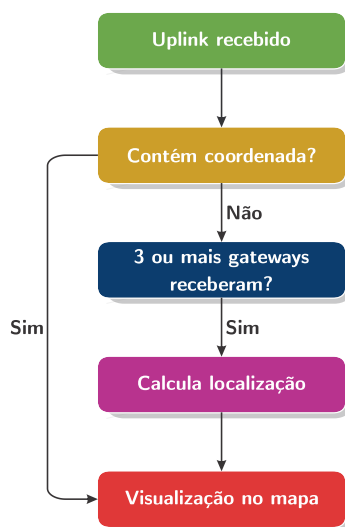 Uplink recebido
Contém coordenada?
Não
3 ou mais gateways
receberam?
Sim
Sim
Calcula localização
Visualização no mapa